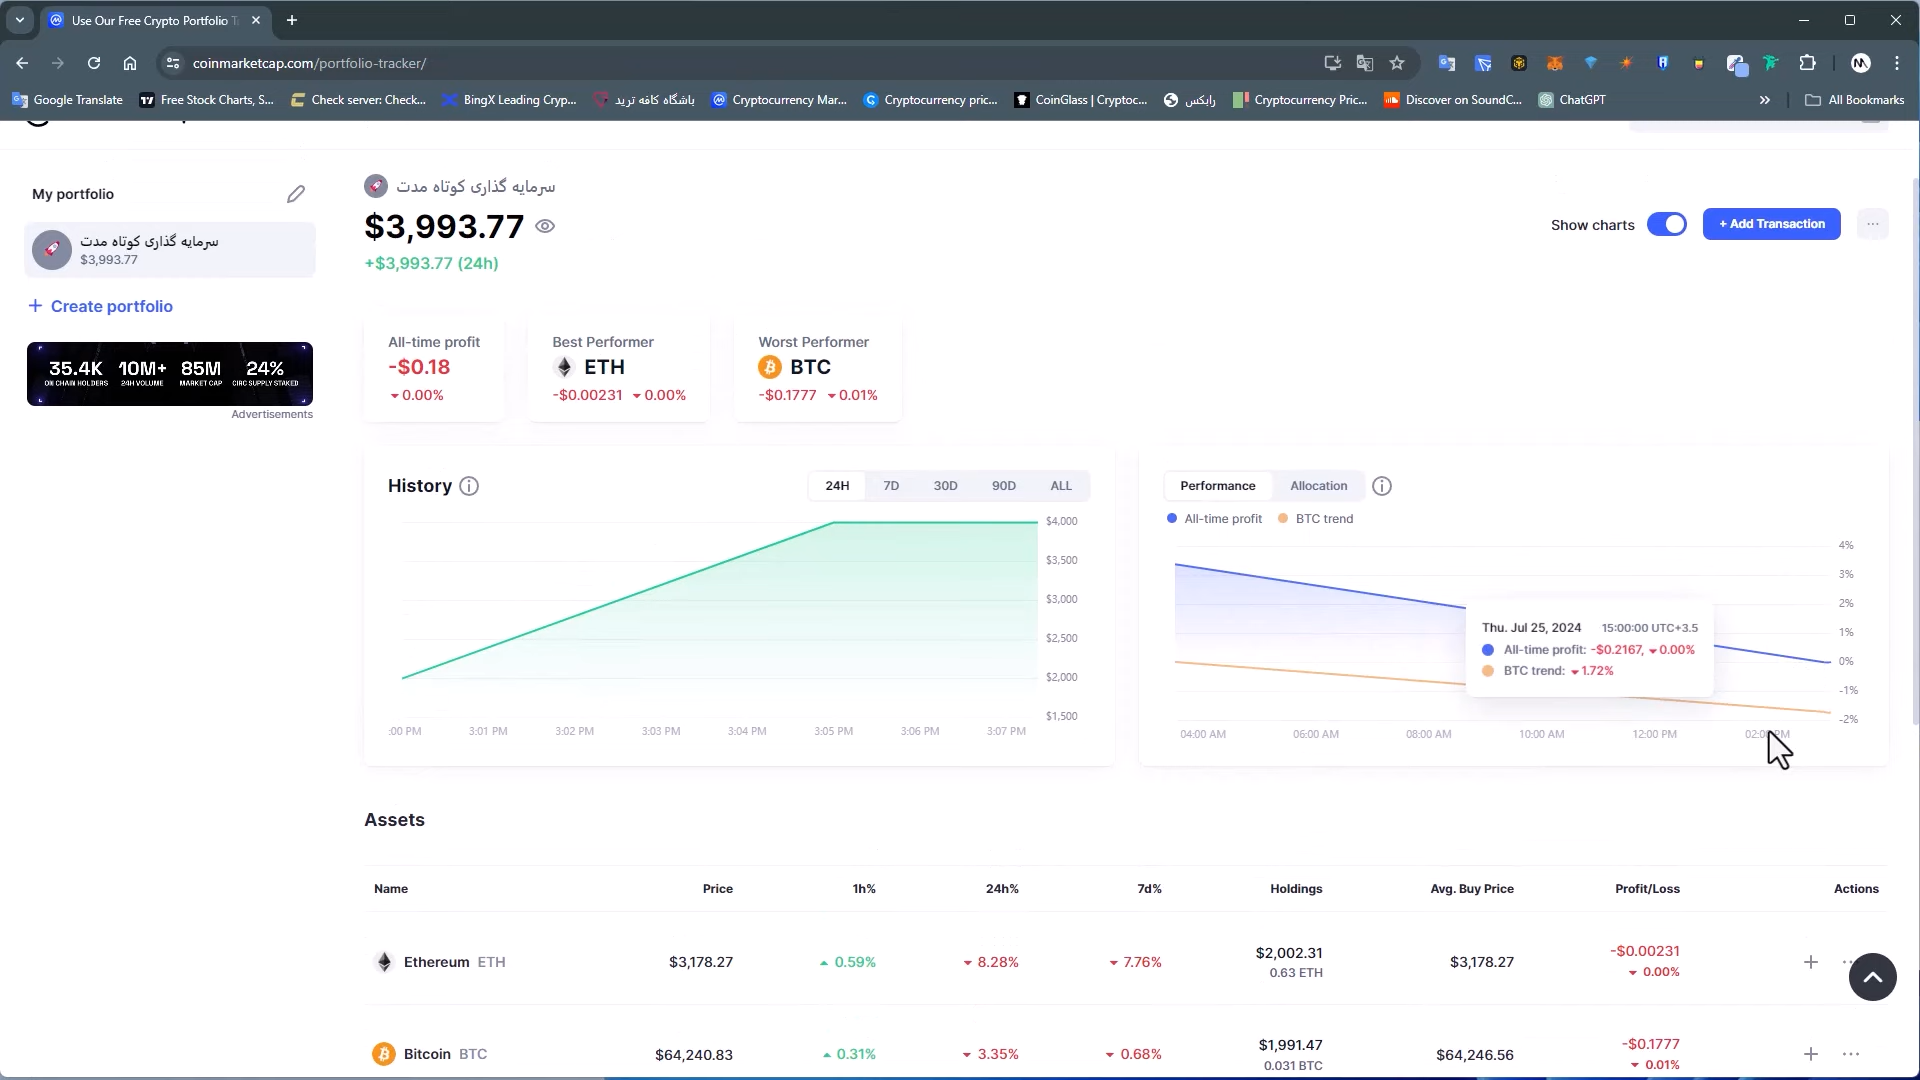 Use Our Free Crypto Portfolio T
coinmarketcap.com/portfolio-tracker/
Google Translate
Free Stock Charts, S...
Check server: Check...
BingX Leading Cryp...
باشگاه کافه ترید
Cryptocurrency Mar...
Cryptocurrency pric...
CoinGlass | Cryptoc...
رابکس
Cryptocurrency Pric...
Discover on SoundC...
ChatGPT
All Bookmarks
My portfolio
سرمایه گذاری کوتاه مدت
$3,993.77
+ Create portfolio
35.4K 10M+ 85M 24%
ON CHAIN HOLDERS 24H VOLUME MARKET CAP CIRC SUPPLY STAKED
Advertisements
سرمایه گذاری کوتاه مدت
$3,993.77
+$3,993.77 (24h)
Show charts
+ Add Transaction
All-time profit
-$0.18
0.00%
Best Performer
ETH
-$0.00231 0.00%
Worst Performer
BTC
-$0.1777 0.01%
History
24H 7D 30D 90D ALL
$4,000
$3,500
$3,000
$2,500
$2,000
$1,500
:00 PM 3:01 PM 3:02 PM 3:03 PM 3:04 PM 3:05 PM 3:06 PM 3:07 PM
Performance Allocation
All-time profit BTC trend
4%
3%
2%
1%
0%
-1%
-2%
Thu. Jul 25, 2024 15:00:00 UTC+3.5
All-time profit: -$0.2167, 0.00%
BTC trend: 1.72%
04:00 AM 06:00 AM 08:00 AM 10:00 AM 12:00 PM 02:00 PM
Assets
Name Price 1h% 24h% 7d% Holdings Avg. Buy Price Profit/Loss Actions
Ethereum ETH $3,178.27 0.59% 8.28% 7.76% $2,002.31 $3,178.27 -$0.00231
0.63 ETH 0.00%
Bitcoin BTC $64,240.83 0.31% 3.35% 0.68% $1,991.47 $64,246.56 -$0.1777
0.031 BTC 0.01%